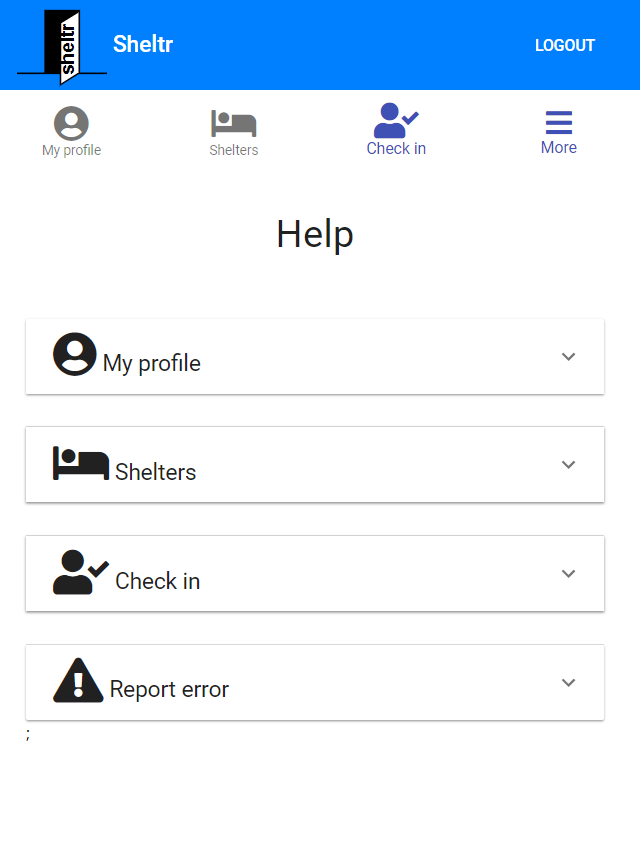 sheltr
Sheltr
LOGOUT
My profile
Shelters
Check in
More
Help
My profile
Shelters
Check in
Report error
;